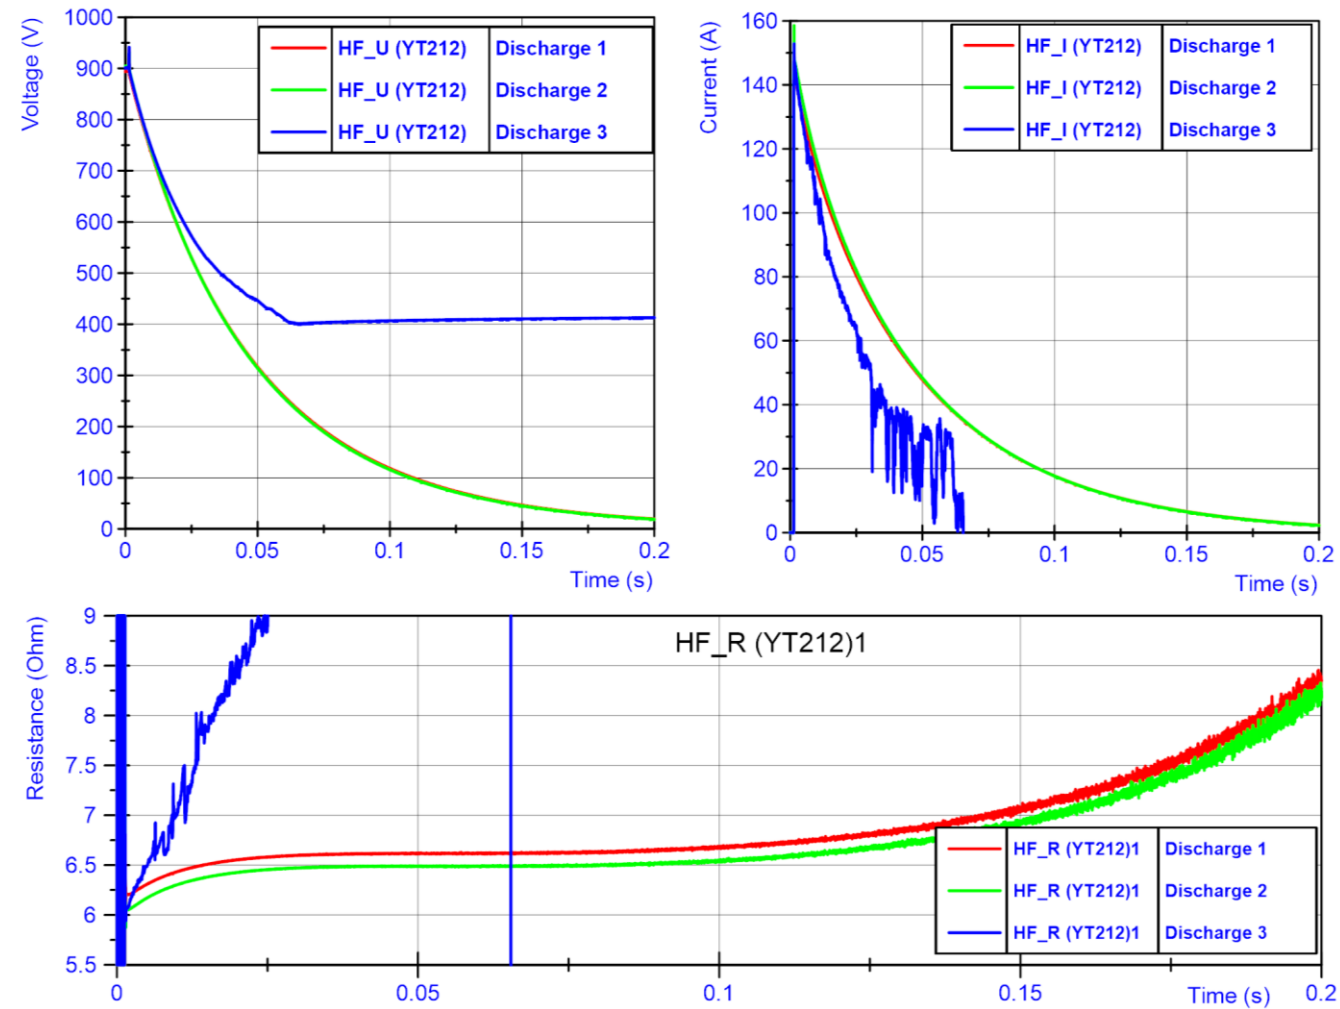 Voltage (V)
1000
900
800
700
600
500
400
300
200
100
0
0 0.05 0.1 0.15 0.2
Time (s)
HF_U (YT212) Discharge 1
HF_U (YT212) Discharge 2
HF_U (YT212) Discharge 3
Current (A)
160
140
120
100
80
60
40
20
0
0 0.05 0.1 0.15 0.2
Time (s)
HF_I (YT212) Discharge 1
HF_I (YT212) Discharge 2
HF_I (YT212) Discharge 3
Resistance (Ohm)
9
8.5
8
7.5
7
6.5
6
5.5
HF_R (YT212)1
HF_R (YT212)1 Discharge 1
HF_R (YT212)1 Discharge 2
HF_R (YT212)1 Discharge 3
0 0.05 0.1 0.15 Time (s) 0.2